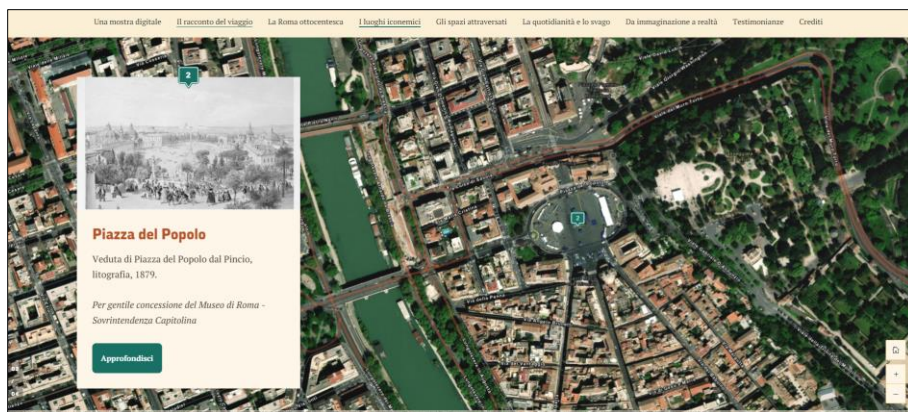 Una mostra digitale   Il racconto del viaggio   La Roma ottocentesca   I luoghi iconemici   Gli spazi attraversati   La quotidianità e lo svago   Da immaginazione a realtà   Testimonianze   Crediti
2
Piazza del Popolo
Veduta di Piazza del Popolo dal Pincio,
litografia, 1879.
Per gentile concessione del Museo di Roma -
Sovrintendenza Capitolina
Approfondisci
2
+
−